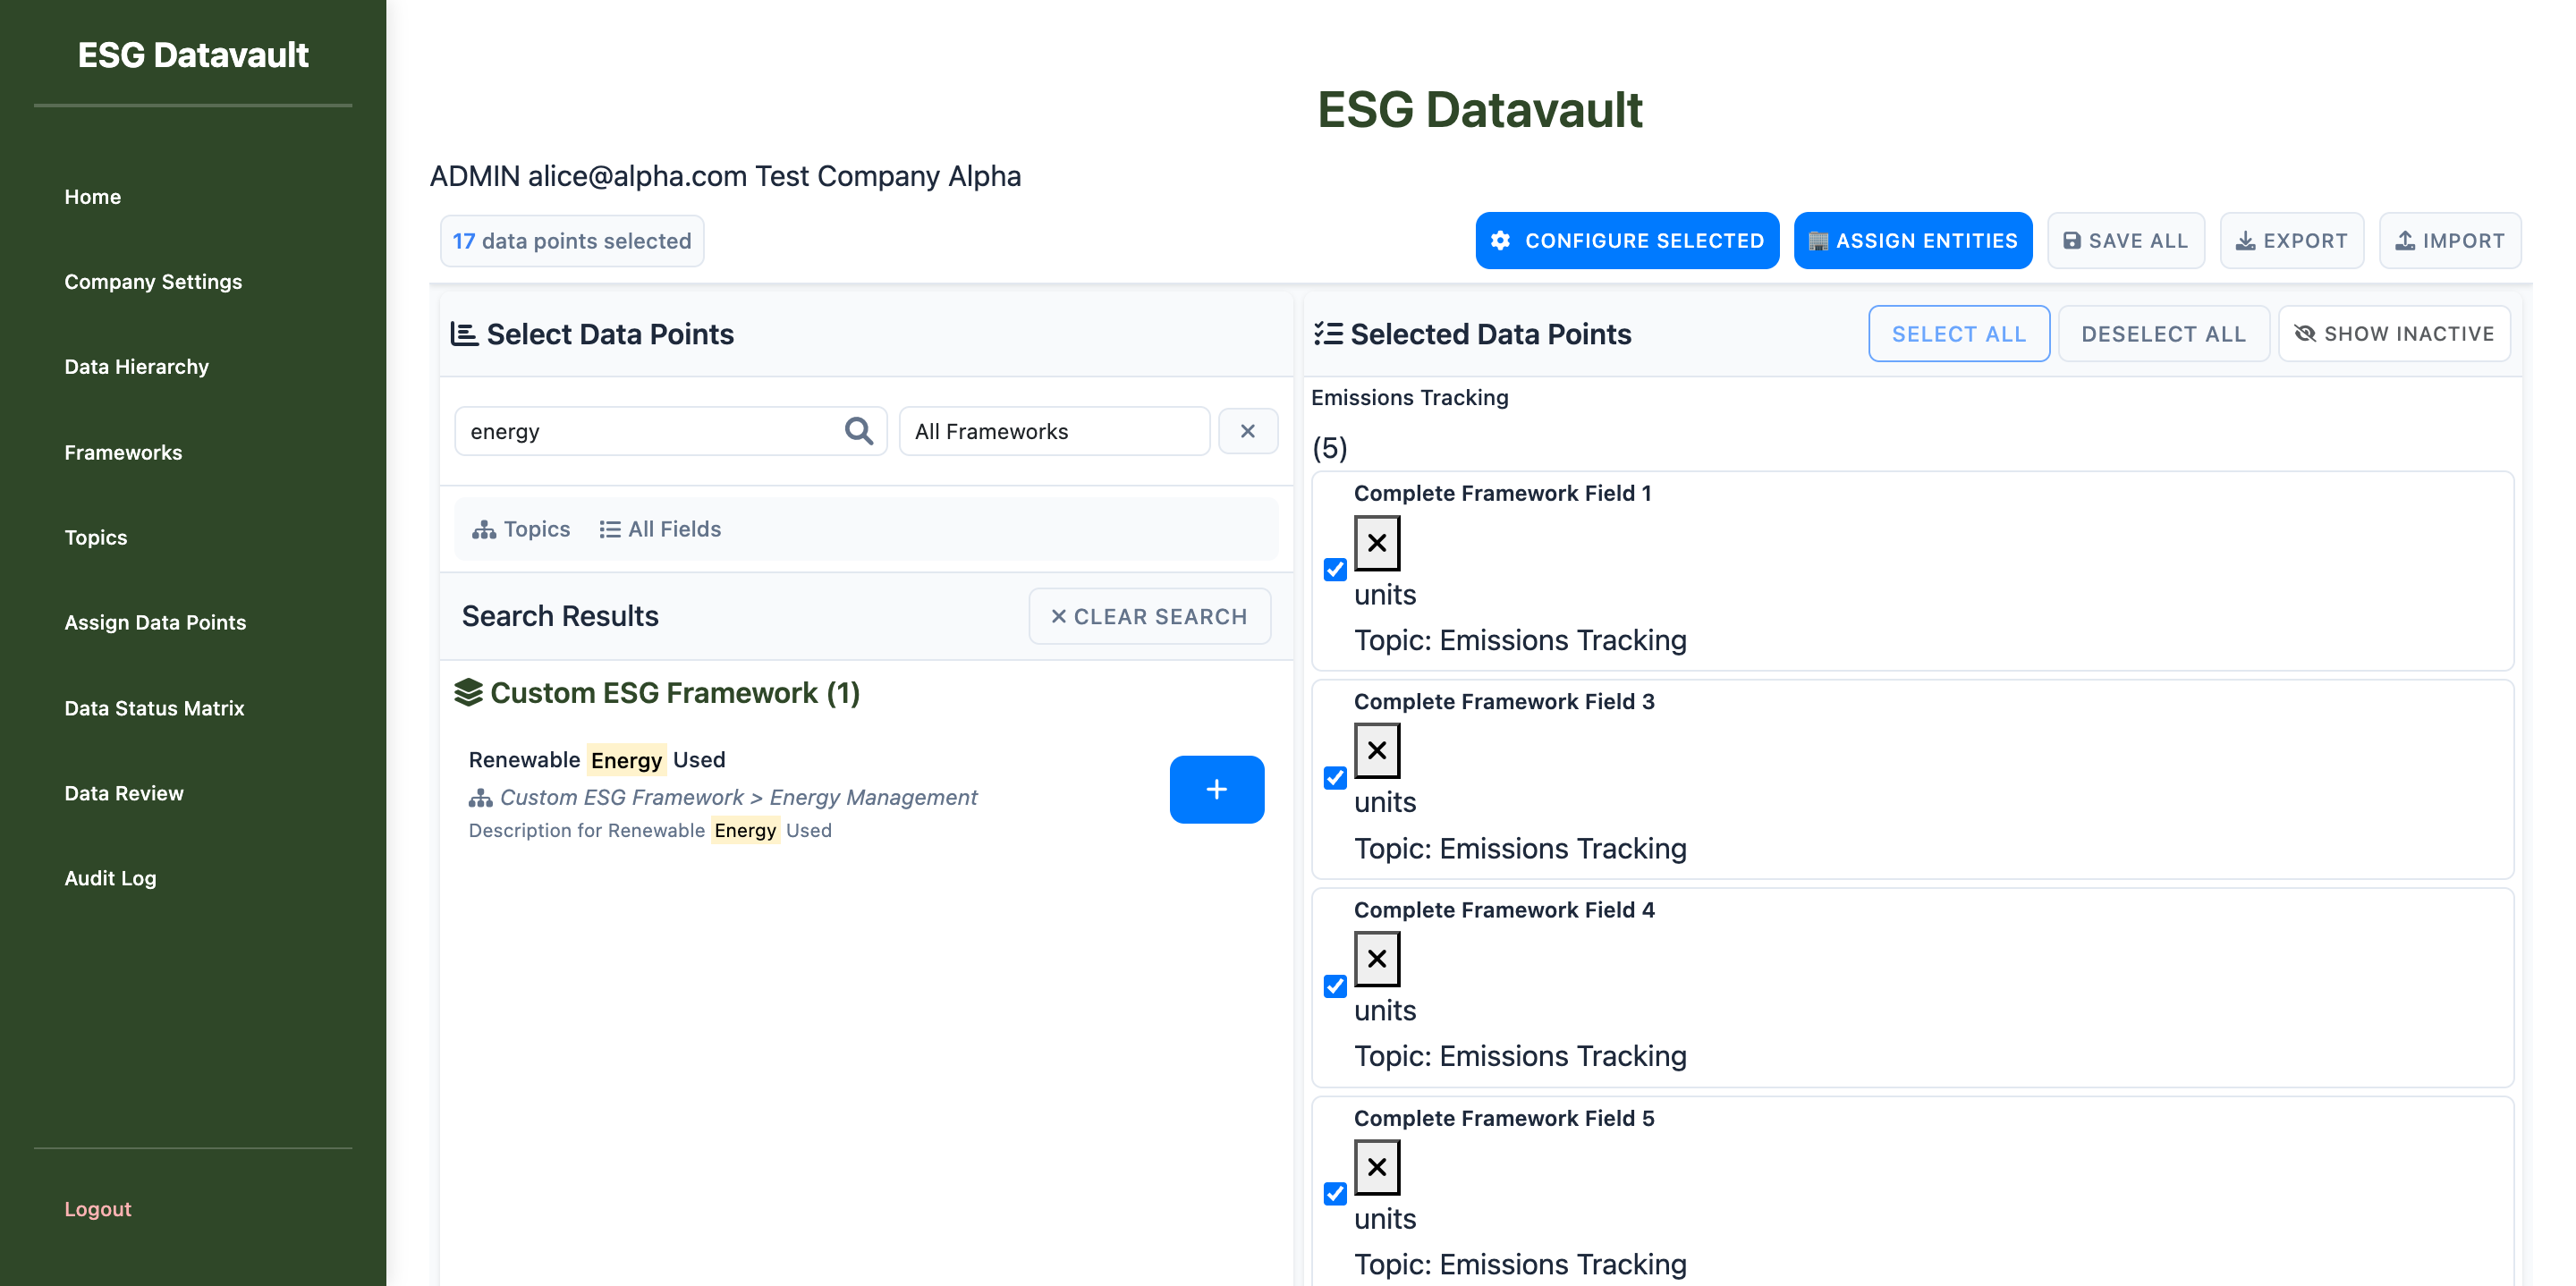 ESG Datavault
Home
Company Settings
Data Hierarchy
Frameworks
Topics
Assign Data Points
Data Status Matrix
Data Review
Audit Log
Logout
ESG Datavault
ADMIN alice@alpha.com Test Company Alpha
17 data points selected
CONFIGURE SELECTED
ASSIGN ENTITIES
SAVE ALL
EXPORT
IMPORT
Select Data Points
energy
All Frameworks
Topics
All Fields
Search Results
CLEAR SEARCH
Custom ESG Framework (1)
Renewable Energy Used
Custom ESG Framework > Energy Management
Description for Renewable Energy Used
Selected Data Points
SELECT ALL
DESELECT ALL
SHOW INACTIVE
Emissions Tracking
(5)
Complete Framework Field 1
units
Topic: Emissions Tracking
Complete Framework Field 3
units
Topic: Emissions Tracking
Complete Framework Field 4
units
Topic: Emissions Tracking
Complete Framework Field 5
units
Topic: Emissions Tracking